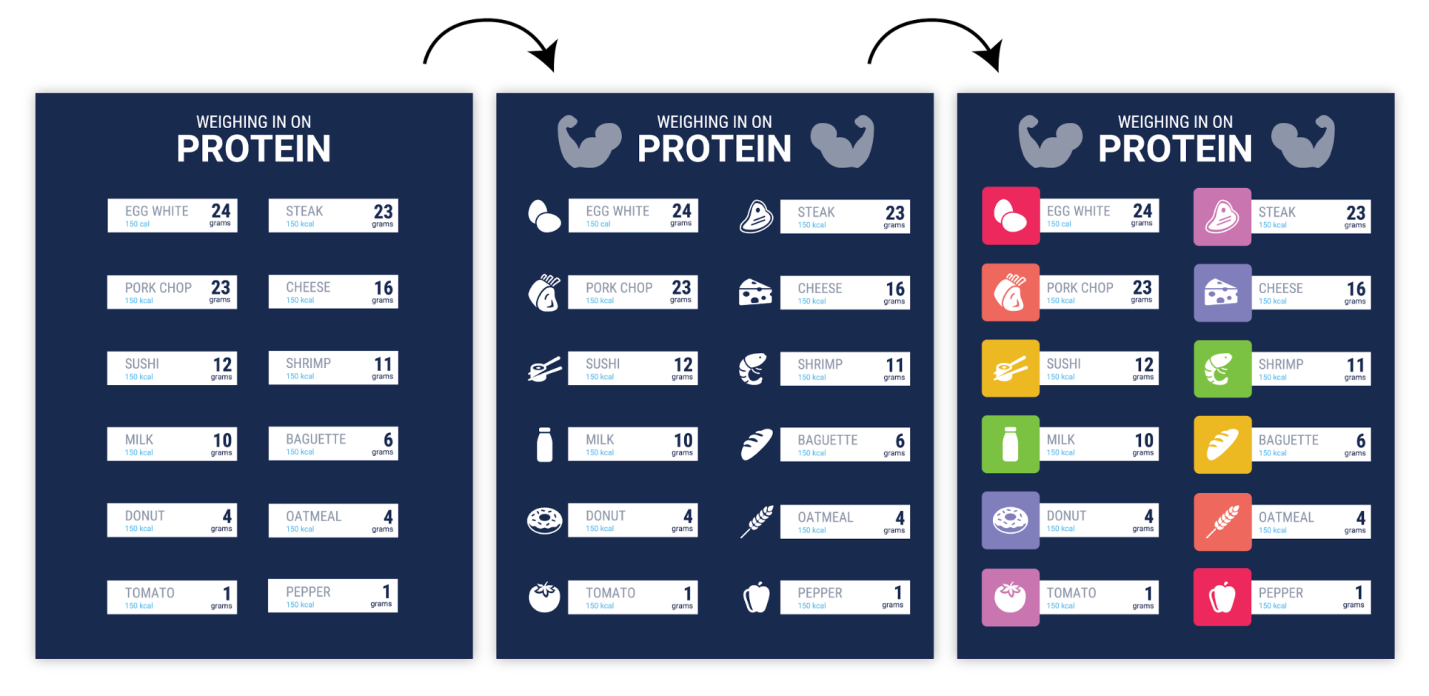 WEIGHING IN ON
PROTEIN
EGG WHITE 24
150 cal grams
STEAK 23
150 kcal grams
PORK CHOP 23
150 kcal grams
CHEESE 16
150 kcal grams
SUSHI 12
150 kcal grams
SHRIMP 11
150 kcal grams
MILK 10
150 kcal grams
BAGUETTE 6
150 kcal grams
DONUT 4
150 kcal grams
OATMEAL 4
150 kcal grams
TOMATO 1
150 kcal grams
PEPPER 1
150 kcal grams
WEIGHING IN ON
PROTEIN
EGG WHITE 24
150 cal grams
STEAK 23
150 kcal grams
PORK CHOP 23
150 kcal grams
CHEESE 16
150 kcal grams
SUSHI 12
150 kcal grams
SHRIMP 11
150 kcal grams
MILK 10
150 kcal grams
BAGUETTE 6
150 kcal grams
DONUT 4
150 kcal grams
OATMEAL 4
150 kcal grams
TOMATO 1
150 kcal grams
PEPPER 1
150 kcal grams
WEIGHING IN ON
PROTEIN
EGG WHITE 24
150 cal grams
STEAK 23
150 kcal grams
PORK CHOP 23
150 kcal grams
CHEESE 16
150 kcal grams
SUSHI 12
150 kcal grams
SHRIMP 11
150 kcal grams
MILK 10
150 kcal grams
BAGUETTE 6
150 kcal grams
DONUT 4
150 kcal grams
OATMEAL 4
150 kcal grams
TOMATO 1
150 kcal grams
PEPPER 1
150 kcal grams